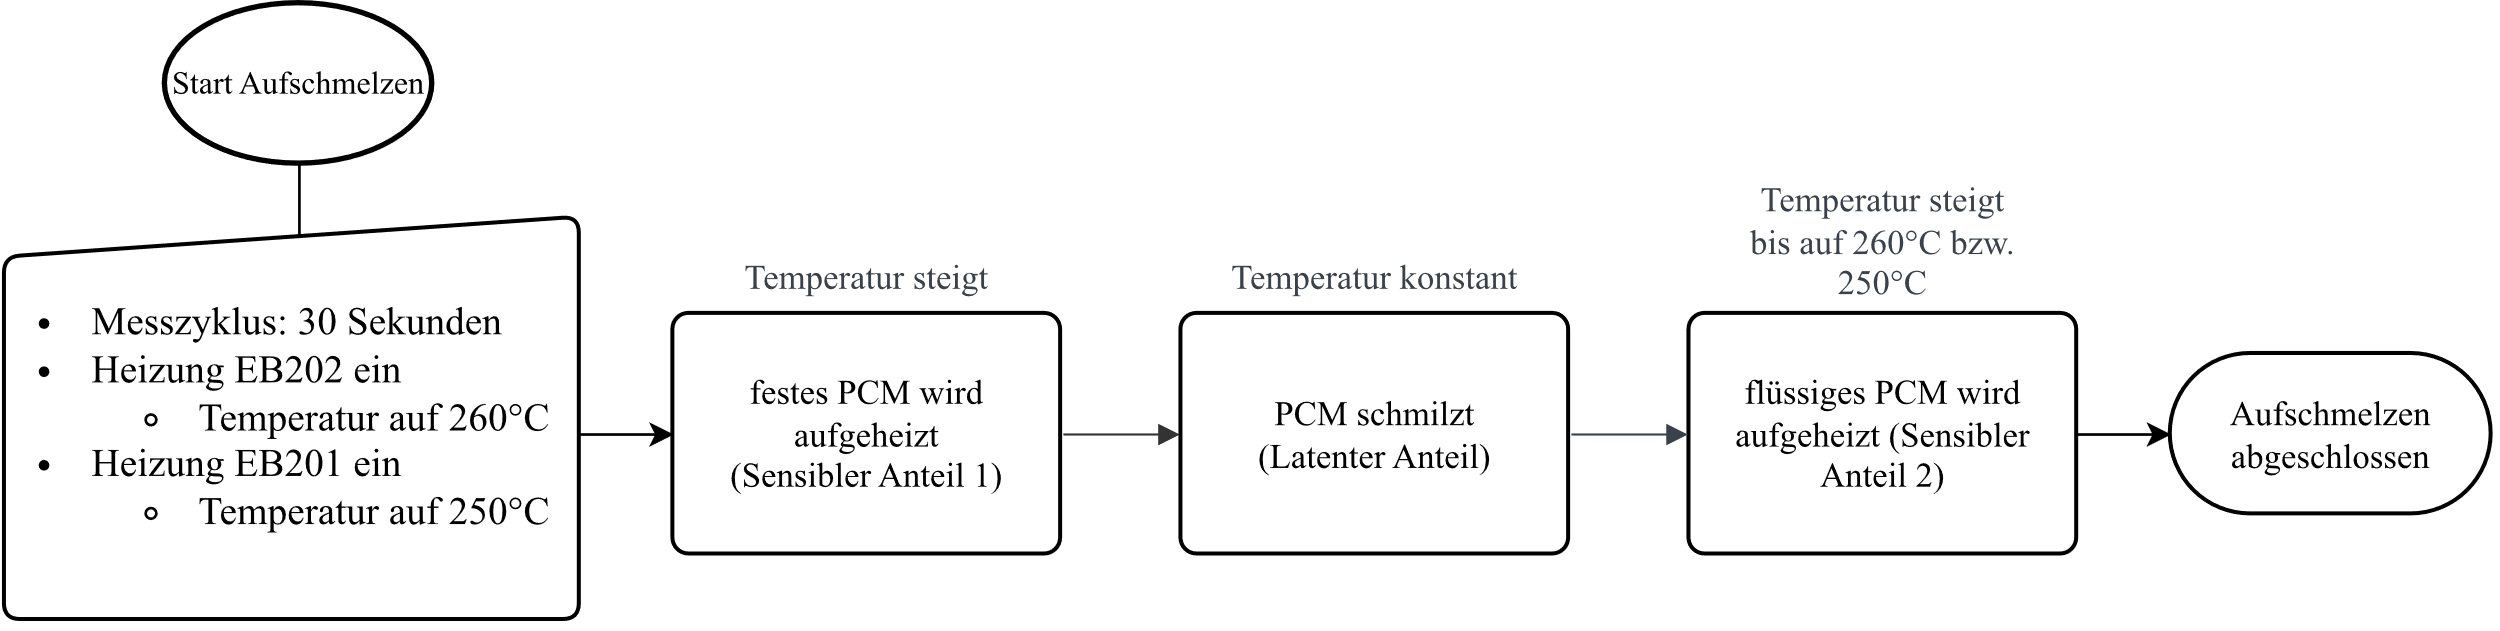 Start Aufschmelzen
Messzyklus: 30 Sekunden
Heizung EB202 ein
Temperatur auf 260°C
Heizung EB201 ein
Temperatur auf 250°C
Temperatur steigt
festes PCM wird
aufgeheizt
(Sensibler Anteil 1)
Temperatur konstant
PCM schmilzt
(Latenter Anteil)
Temperatur steigt
bis auf 260°C bzw.
250°C
flüssiges PCM wird
aufgeheizt (Sensibler
Anteil 2)
Aufschmelzen
abgeschlossen